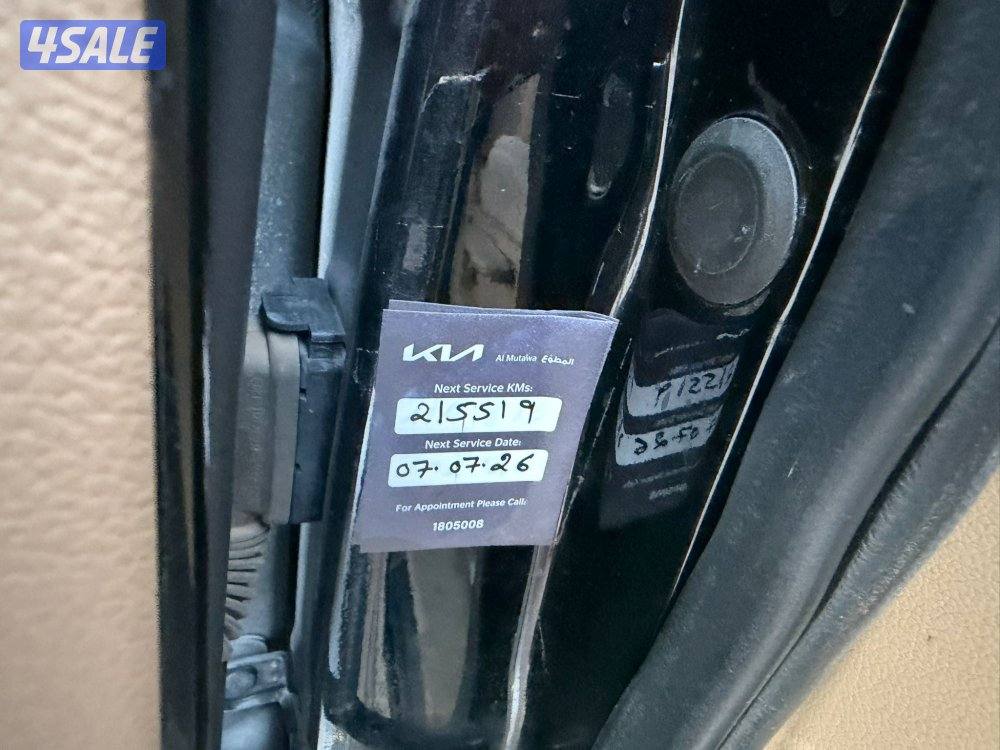 4SALE
KIA Al Mutawa المطوع
Next Service KMs:
215519
Next Service Date:
07.07.26
For Appointment Please Call:
1805008